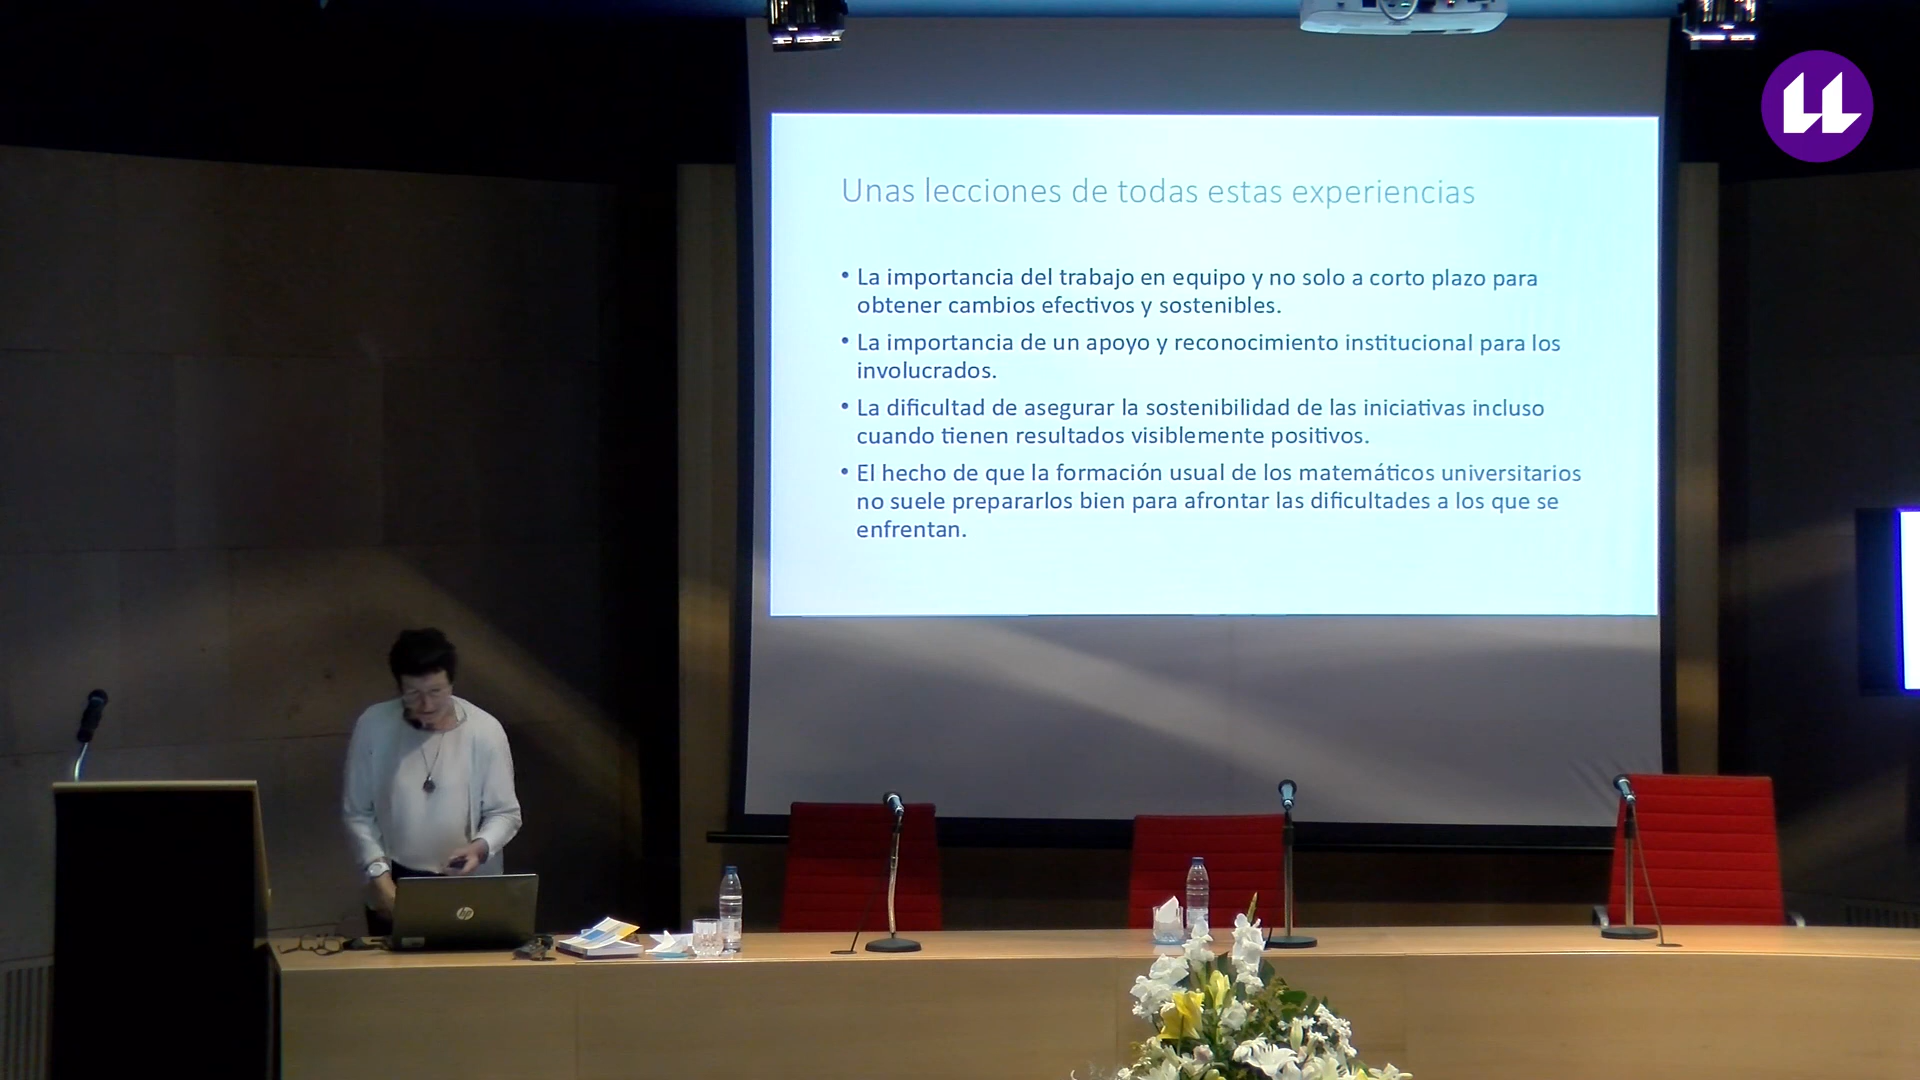 Unas lecciones de todas estas experiencias
• La importancia del trabajo en equipo y no solo a corto plazo para
obtener cambios efectivos y sostenibles.
• La importancia de un apoyo y reconocimiento institucional para los
involucrados.
• La dificultad de asegurar la sostenibilidad de las iniciativas incluso
cuando tienen resultados visiblemente positivos.
• El hecho de que la formación usual de los matemáticos universitarios
no suele prepararlos bien para afrontar las dificultades a los que se
enfrentan.
hp